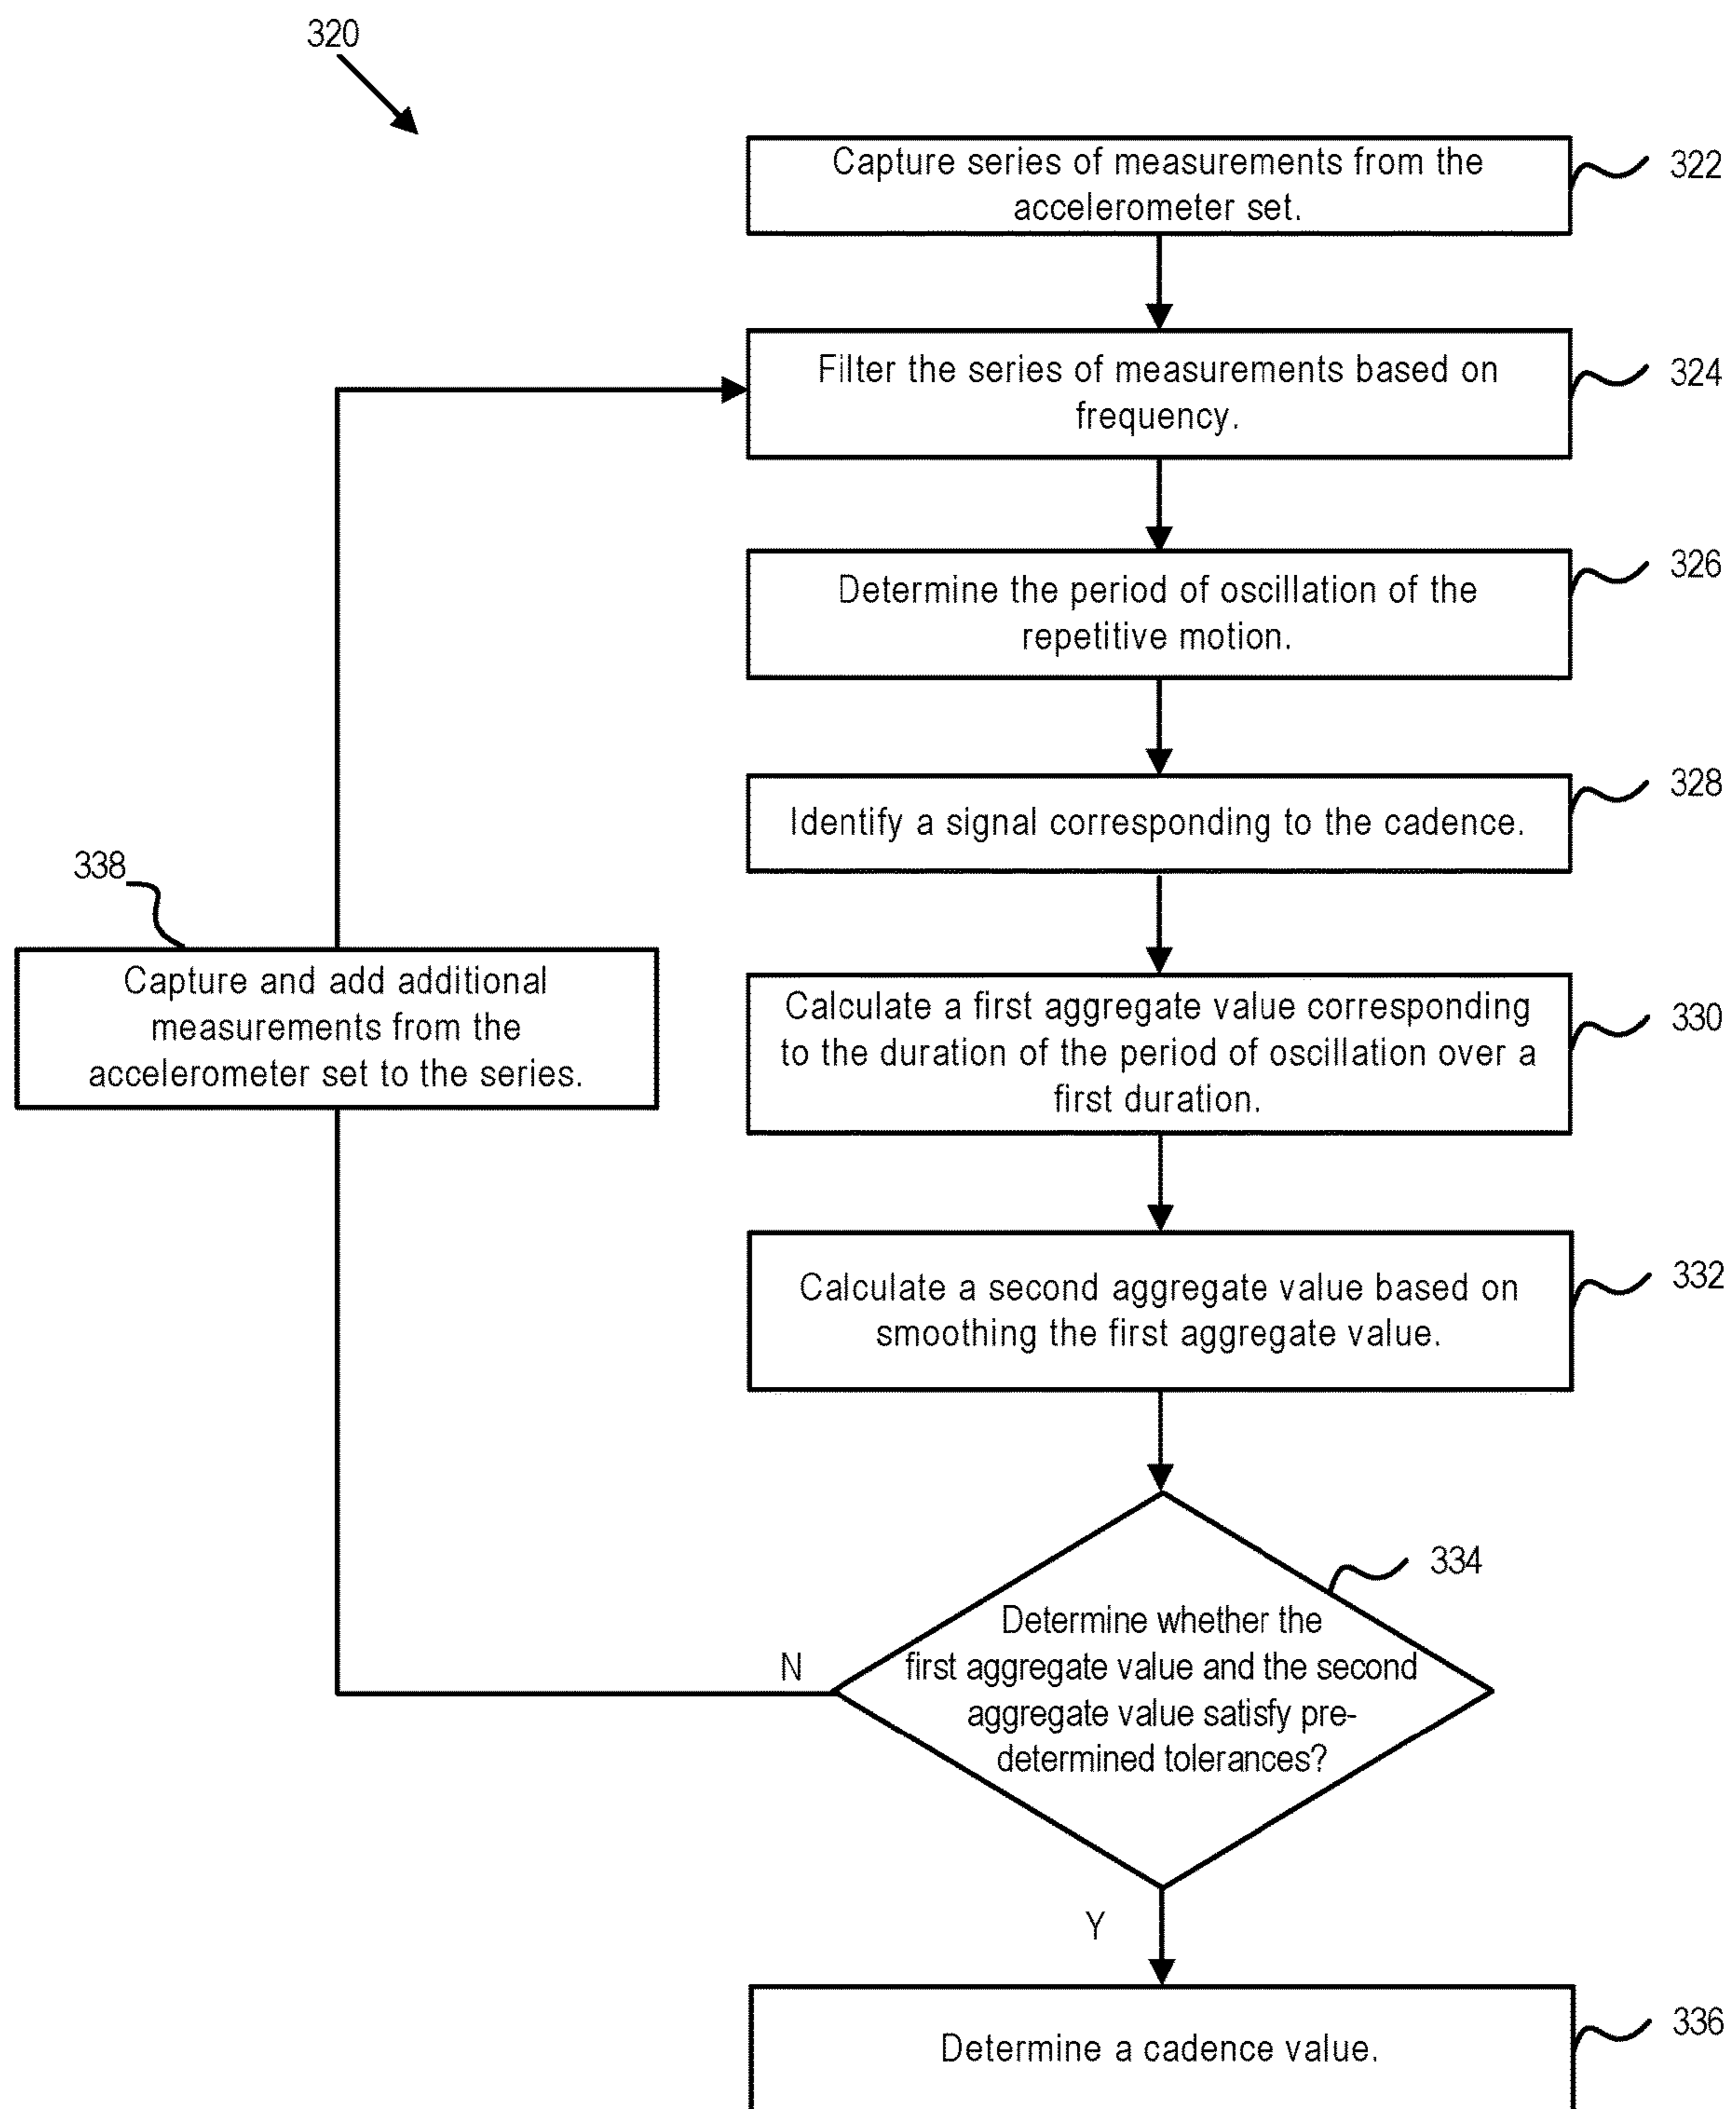 320
Capture series of measurements from the
accelerometer set.
322
Filter the series of measurements based on
frequency.
324
Determine the period of oscillation of the
repetitive motion.
326
Identify a signal corresponding to the cadence.
328
338
Capture and add additional
measurements from the
accelerometer set to the series.
Calculate a first aggregate value corresponding
to the duration of the period of oscillation over a
first duration.
330
Calculate a second aggregate value based on
smoothing the first aggregate value.
332
334
Determine whether the
first aggregate value and the second
aggregate value satisfy pre-
determined tolerances?
N
Y
Determine a cadence value.
336